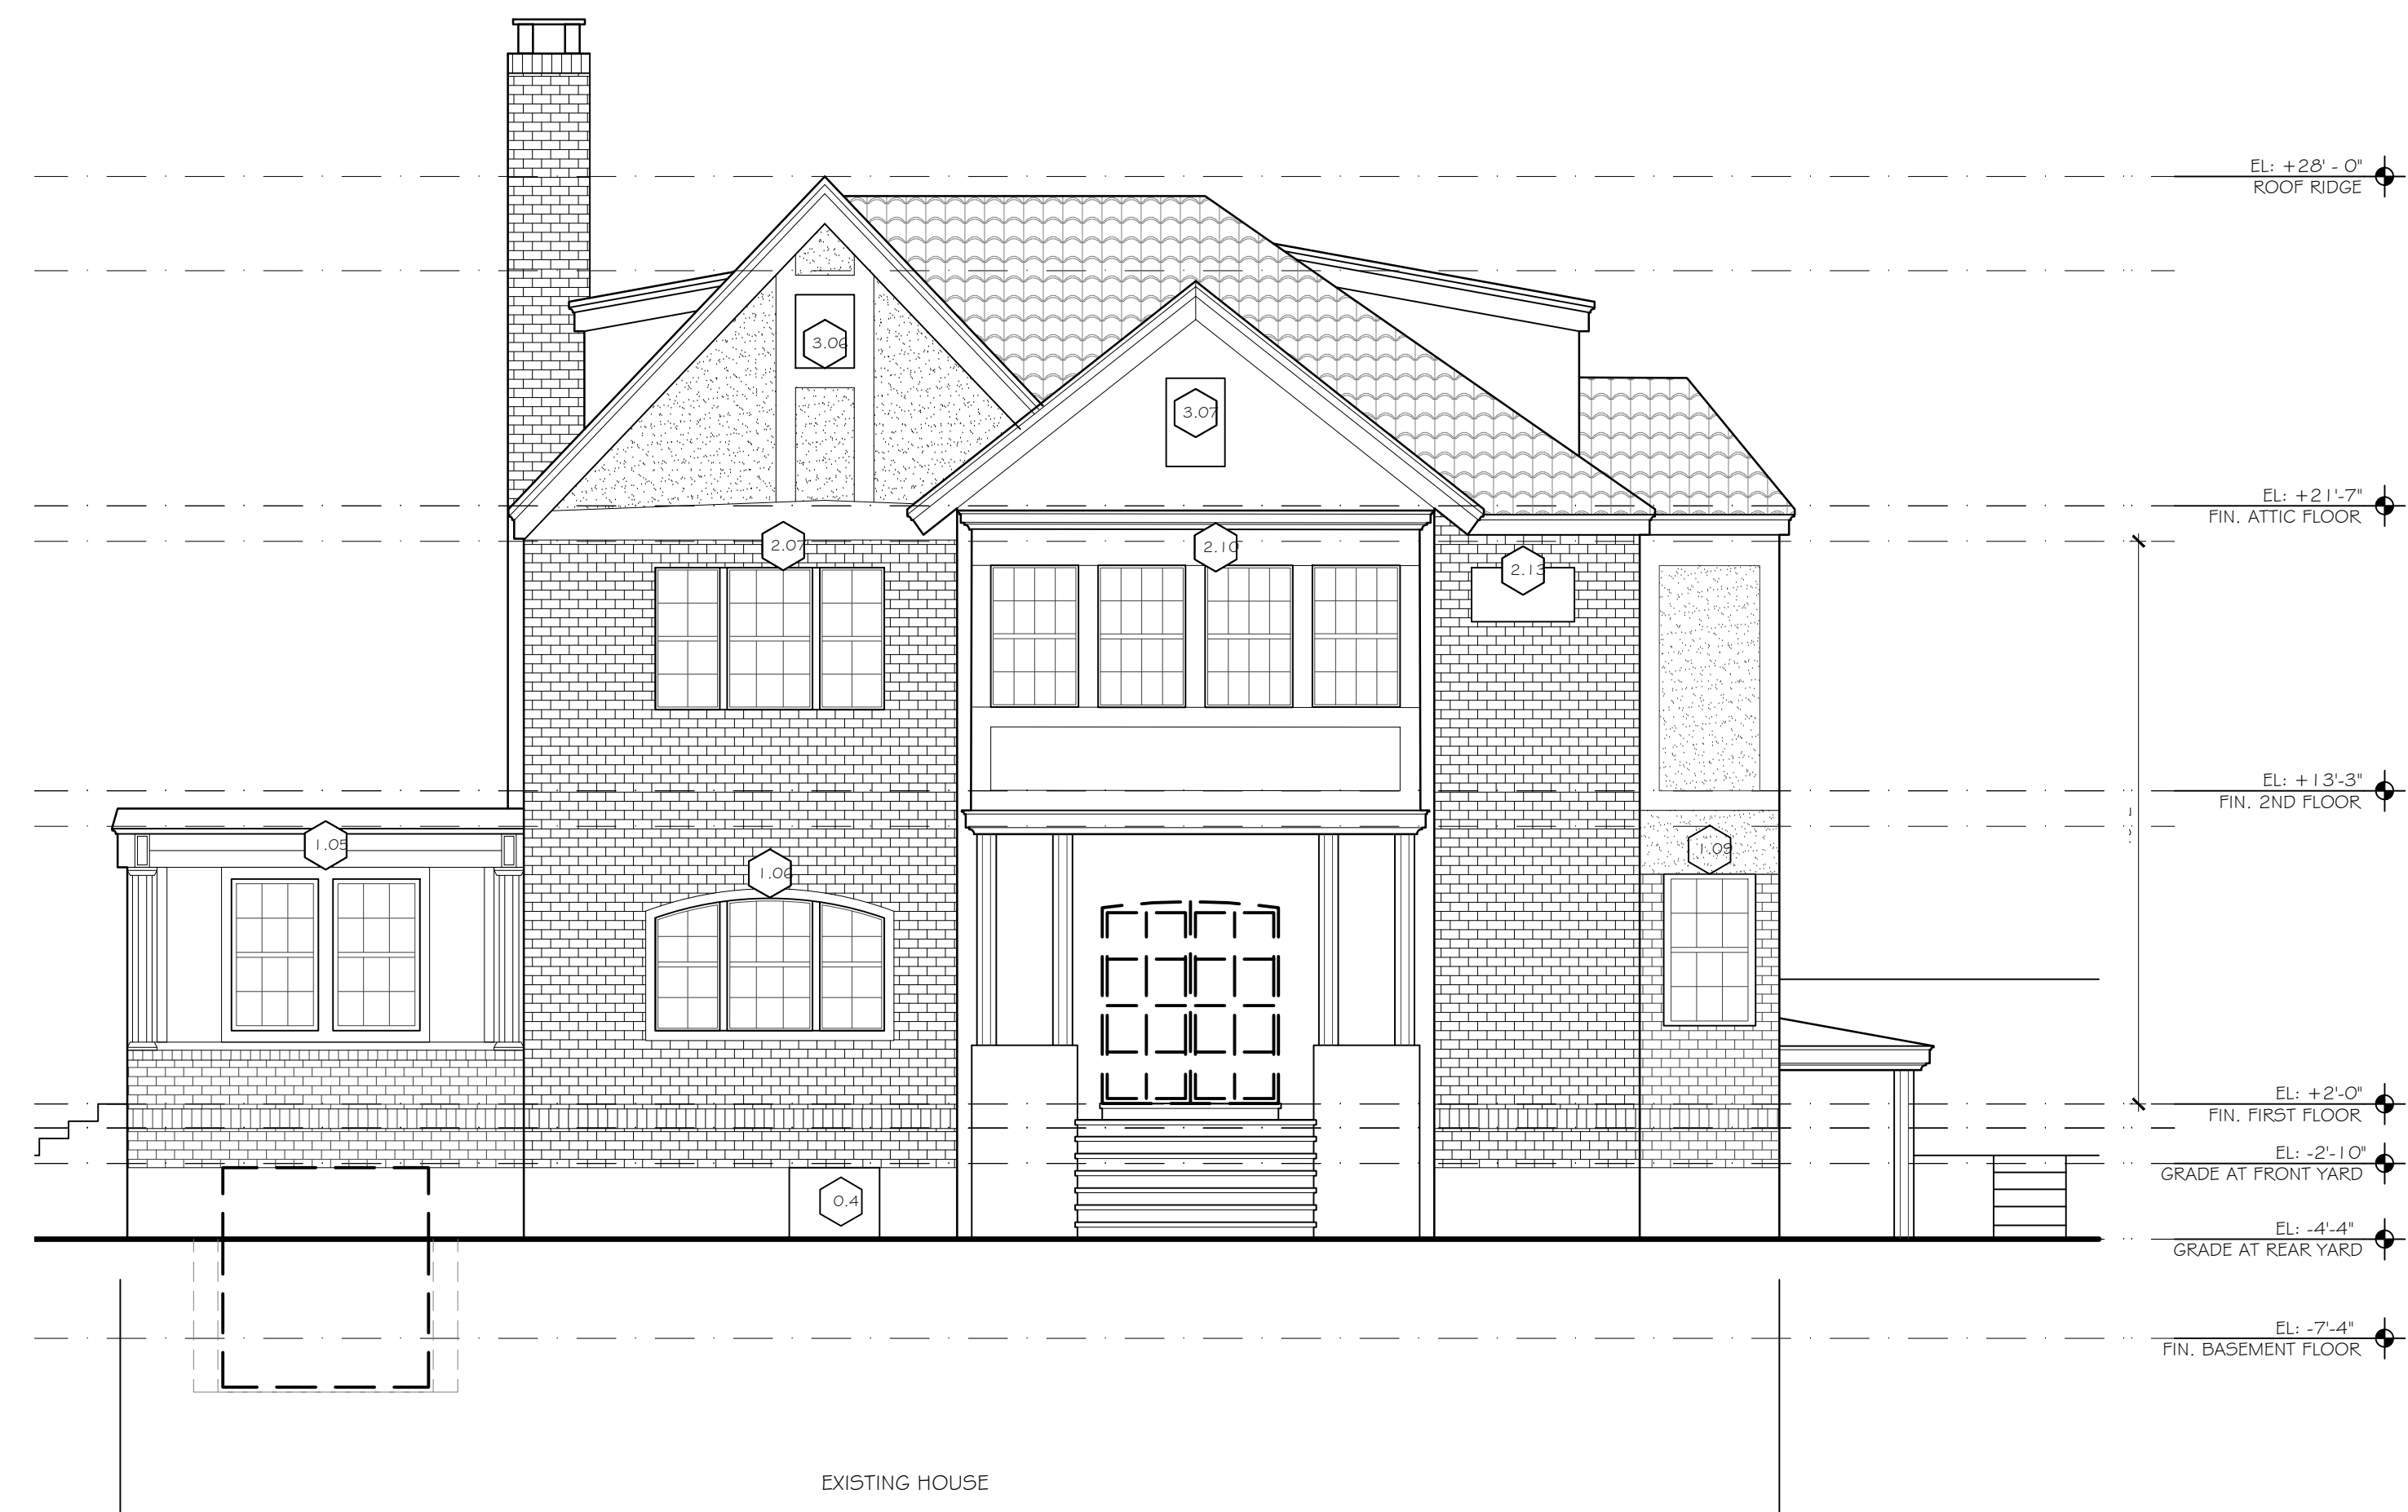 EL: +28' - 0"
ROOF RIDGE
3.06
3.07
EL: +21'-7"
FIN. ATTIC FLOOR
2.07
2.10
2.13
EL: +13'-3"
FIN. 2ND FLOOR
1.05
1.09
1.06
EL: +2'-0"
FIN. FIRST FLOOR
EL: -2'-10"
GRADE AT FRONT YARD
0.4
EL: -4'-4"
GRADE AT REAR YARD
EL: -7'-4"
FIN. BASEMENT FLOOR
EXISTING HOUSE